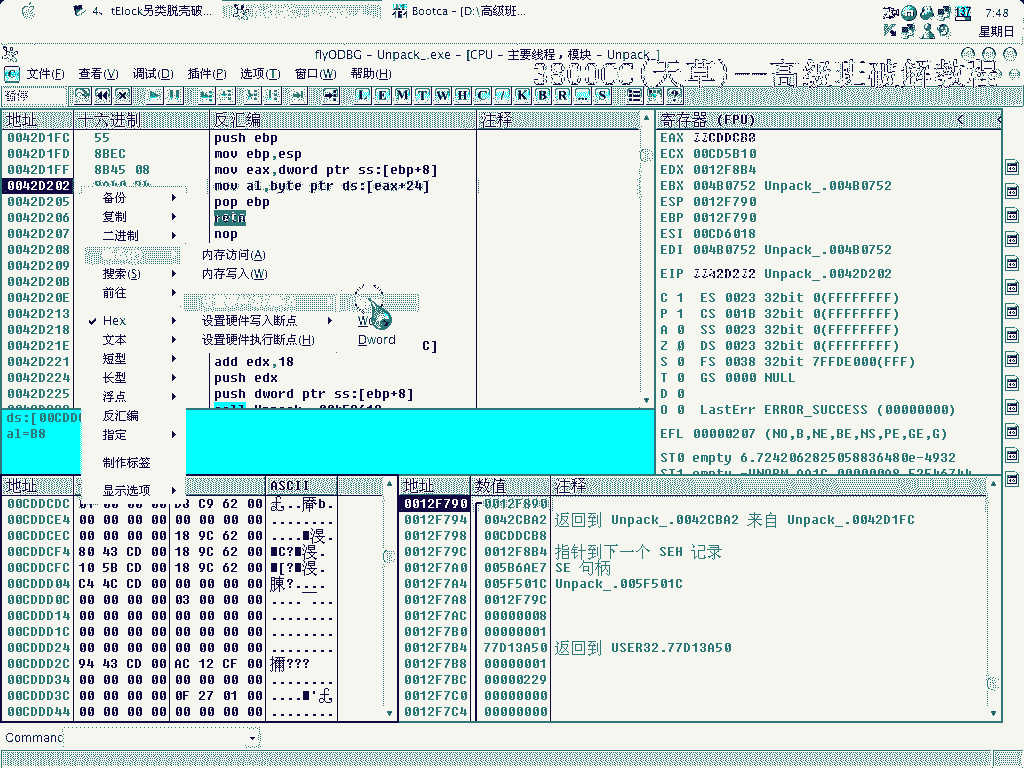 4、tElock另类脱壳破...
Bootca - [D:\高级班...
137
7:48
星期日
flyODBG - Unpack_.exe - [CPU - 主要线程，模块 - Unpack_]
文件(F) 查看(V) 调试(D) 插件(P) 选项(T) 窗口(W) 帮助(H)
3800CC(天草)--高级班破解教程
暂停
L E M T W H C / K B R ... S
地址 十六进制 反汇编 注释
0042D1FC 55 push ebp
0042D1FD 8BEC mov ebp,esp
0042D1FF 8B45 08 mov eax,dword ptr ss:[ebp+8]
0042D202 mov al,byte ptr ds:[eax+24]
0042D205 pop ebp
0042D206 retn
0042D207 nop
0042D208
0042D209
0042D20B
0042D20E
0042D213
0042D218
0042D21E C]
0042D221 add edx,18
0042D224 push edx
0042D225 push dword ptr ss:[ebp+8]
备份
复制
二进制
搜索(S)
前往
Hex
文本
短型
长型
浮点
反汇编
指定
制作标签
显示选项
内存访问(A)
内存写入(W)
设置硬件写入断点
设置硬件执行断点(H)
Dword
寄存器 (FPU)
EAX
ECX 00CD5B10
EDX 0012F8B4
EBX 004B0752 Unpack_.004B0752
ESP 0012F790
EBP 0012F790
ESI 00CD6018
EDI 004B0752 Unpack_.004B0752
EIP Unpack_.0042D202
C 1 ES 0023 32bit 0(FFFFFFFF)
P 1 CS 001B 32bit 0(FFFFFFFF)
A 0 SS 0023 32bit 0(FFFFFFFF)
Z 0 DS 0023 32bit 0(FFFFFFFF)
S 0 FS 0038 32bit 7FFDE000(FFF)
T 0 GS 0000 NULL
D 0
O 0 LastErr ERROR_SUCCESS (00000000)
EFL 00000207 (NO,B,NE,BE,NS,PE,GE,G)
ST0 empty 6.7242062825058836480e-4932
ds:[00CDD
al=B8
地址 ASCII
00CDDCDC C9 62 00
00CDDCE4 00 00 00 00 00 00 00 00 ........
00CDDCEC 00 00 00 00 18 9C 62 00
00CDDCF4 80 43 CD 00 18 9C 62 00
00CDDCFC 10 5B CD 00 18 9C 62 00
00CDDD04 C4 4C CD 00 00 00 00 00
00CDDD0C 00 00 00 00 03 00 00 00
00CDDD14 00 00 00 00 00 00 00 00 ........
00CDDD1C 00 00 00 00 00 00 00 00 ........
00CDDD24 00 00 00 00 00 00 00 00 ........
00CDDD2C 94 43 CD 00 AC 12 CF 00
00CDDD34 00 00 00 00 00 00 00 00 ........
00CDDD3C 00 00 00 00 0F 27 01 00
00CDDD44 00 00 00 00 00 00 00 00 ........
地址 数值 注释
0012F790 0012F890
0012F794 0042CBA2 返回到 Unpack_.0042CBA2 来自 Unpack_.0042D1FC
0012F798 00CDDCB8
0012F79C 0012F8B4 指针到下一个 SEH 记录
0012F7A0 005B6AE7 SE 句柄
0012F7A4 005F501C Unpack_.005F501C
0012F7A8 0012F79C
0012F7AC 00000008
0012F7B0 00000001
0012F7B4 77D13A50 返回到 USER32.77D13A50
0012F7B8 00000001
0012F7BC 00000229
0012F7C0 00000000
0012F7C4 00000000
Command